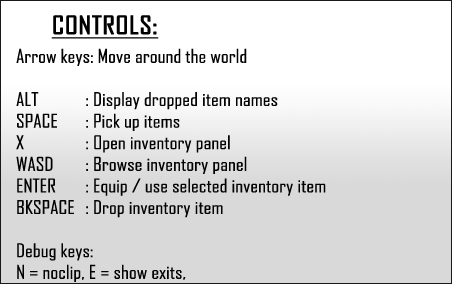 CONTROLS:
Arrow keys: Move around the world
ALT : Display dropped item names
SPACE : Pick up items
X : Open inventory panel
WASD : Browse inventory panel
ENTER : Equip / use selected inventory item
BKSPACE : Drop inventory item
Debug keys:
N = noclip, E = show exits,